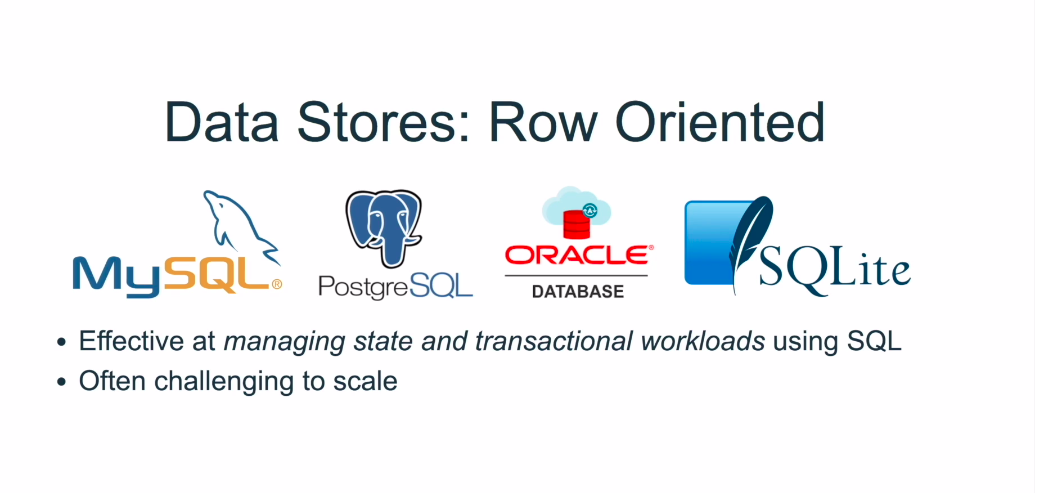 Data Stores: Row Oriented
MySQL®
PostgreSQL
ORACLE®
DATABASE
SQLite
• Effective at managing state and transactional workloads using SQL
• Often challenging to scale